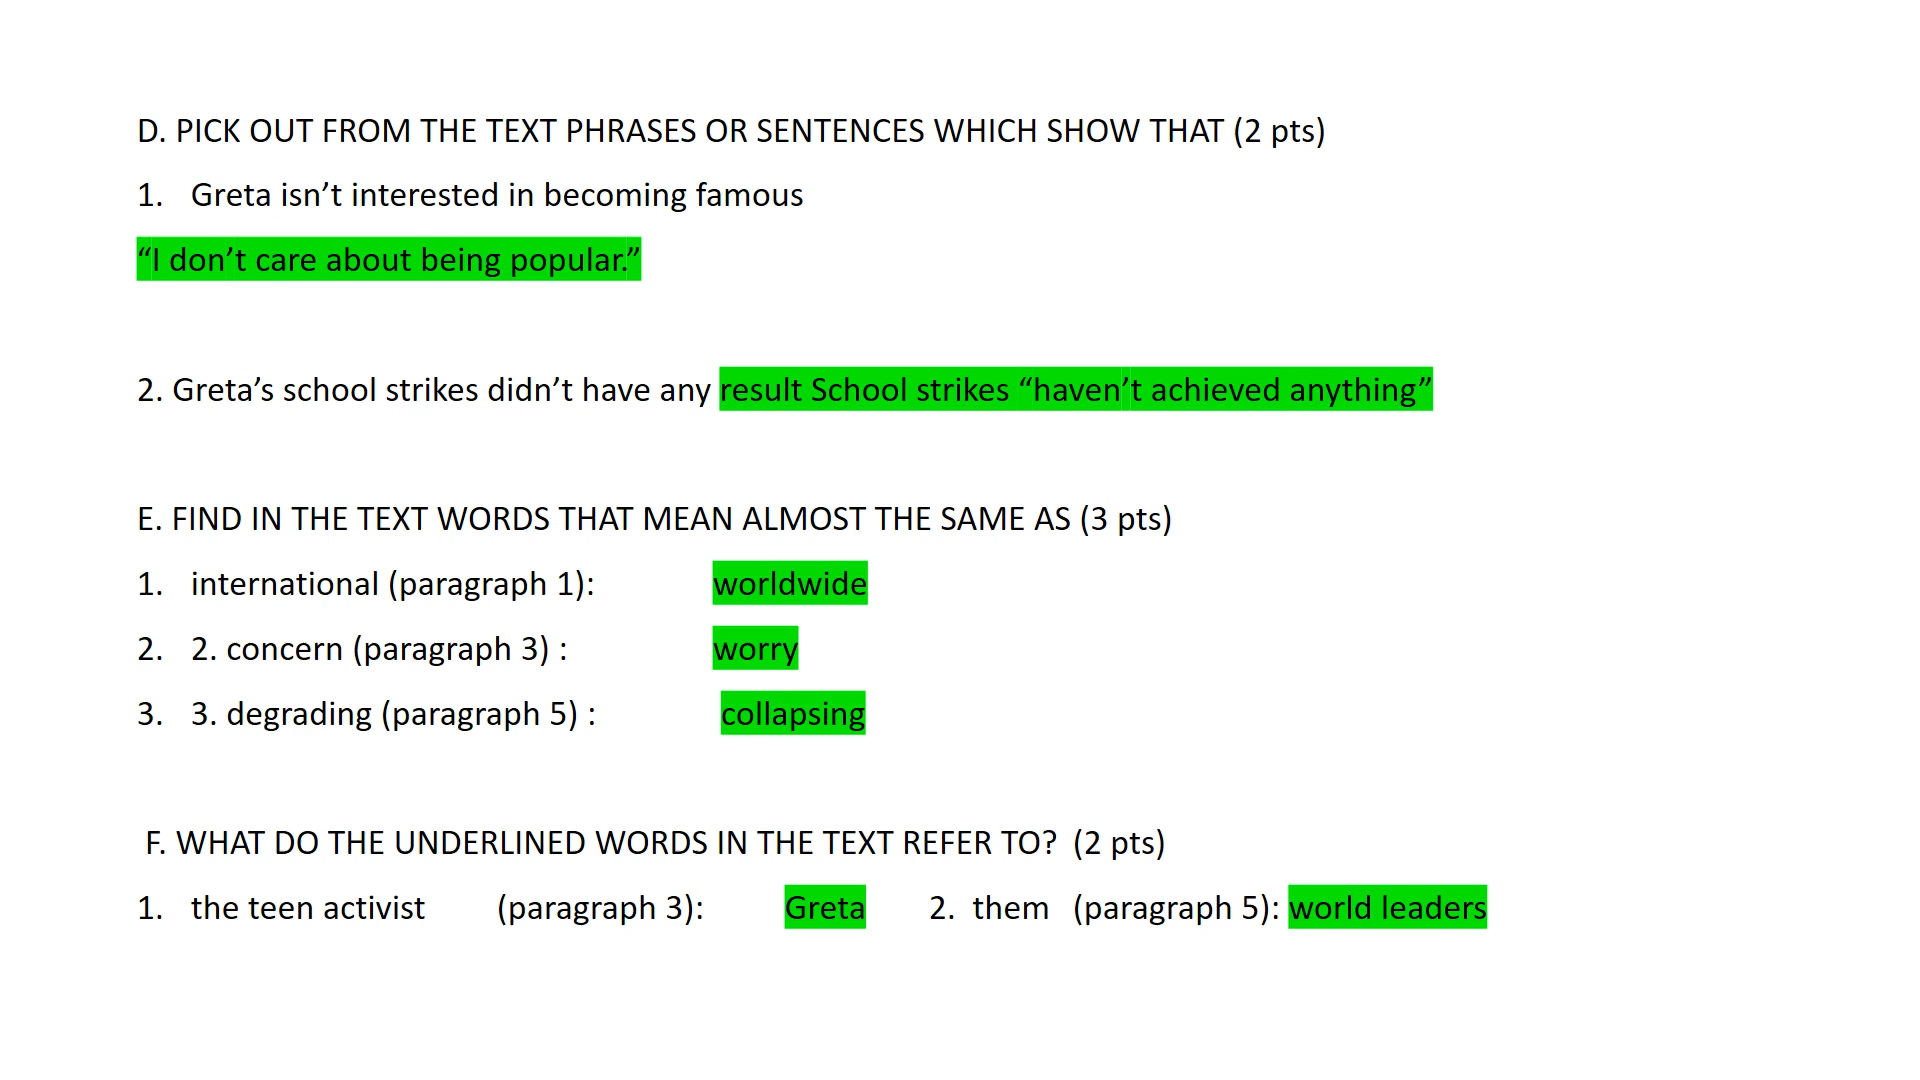 D. PICK OUT FROM THE TEXT PHRASES OR SENTENCES WHICH SHOW THAT (2 pts)
1. Greta isn’t interested in becoming famous
“I don’t care about being popular.”
2. Greta’s school strikes didn’t have any result School strikes “haven’t achieved anything”
E. FIND IN THE TEXT WORDS THAT MEAN ALMOST THE SAME AS (3 pts)
1. international (paragraph 1): worldwide
2. 2. concern (paragraph 3) : worry
3. 3. degrading (paragraph 5) : collapsing
F. WHAT DO THE UNDERLINED WORDS IN THE TEXT REFER TO? (2 pts)
1. the teen activist (paragraph 3): Greta 2. them (paragraph 5): world leaders